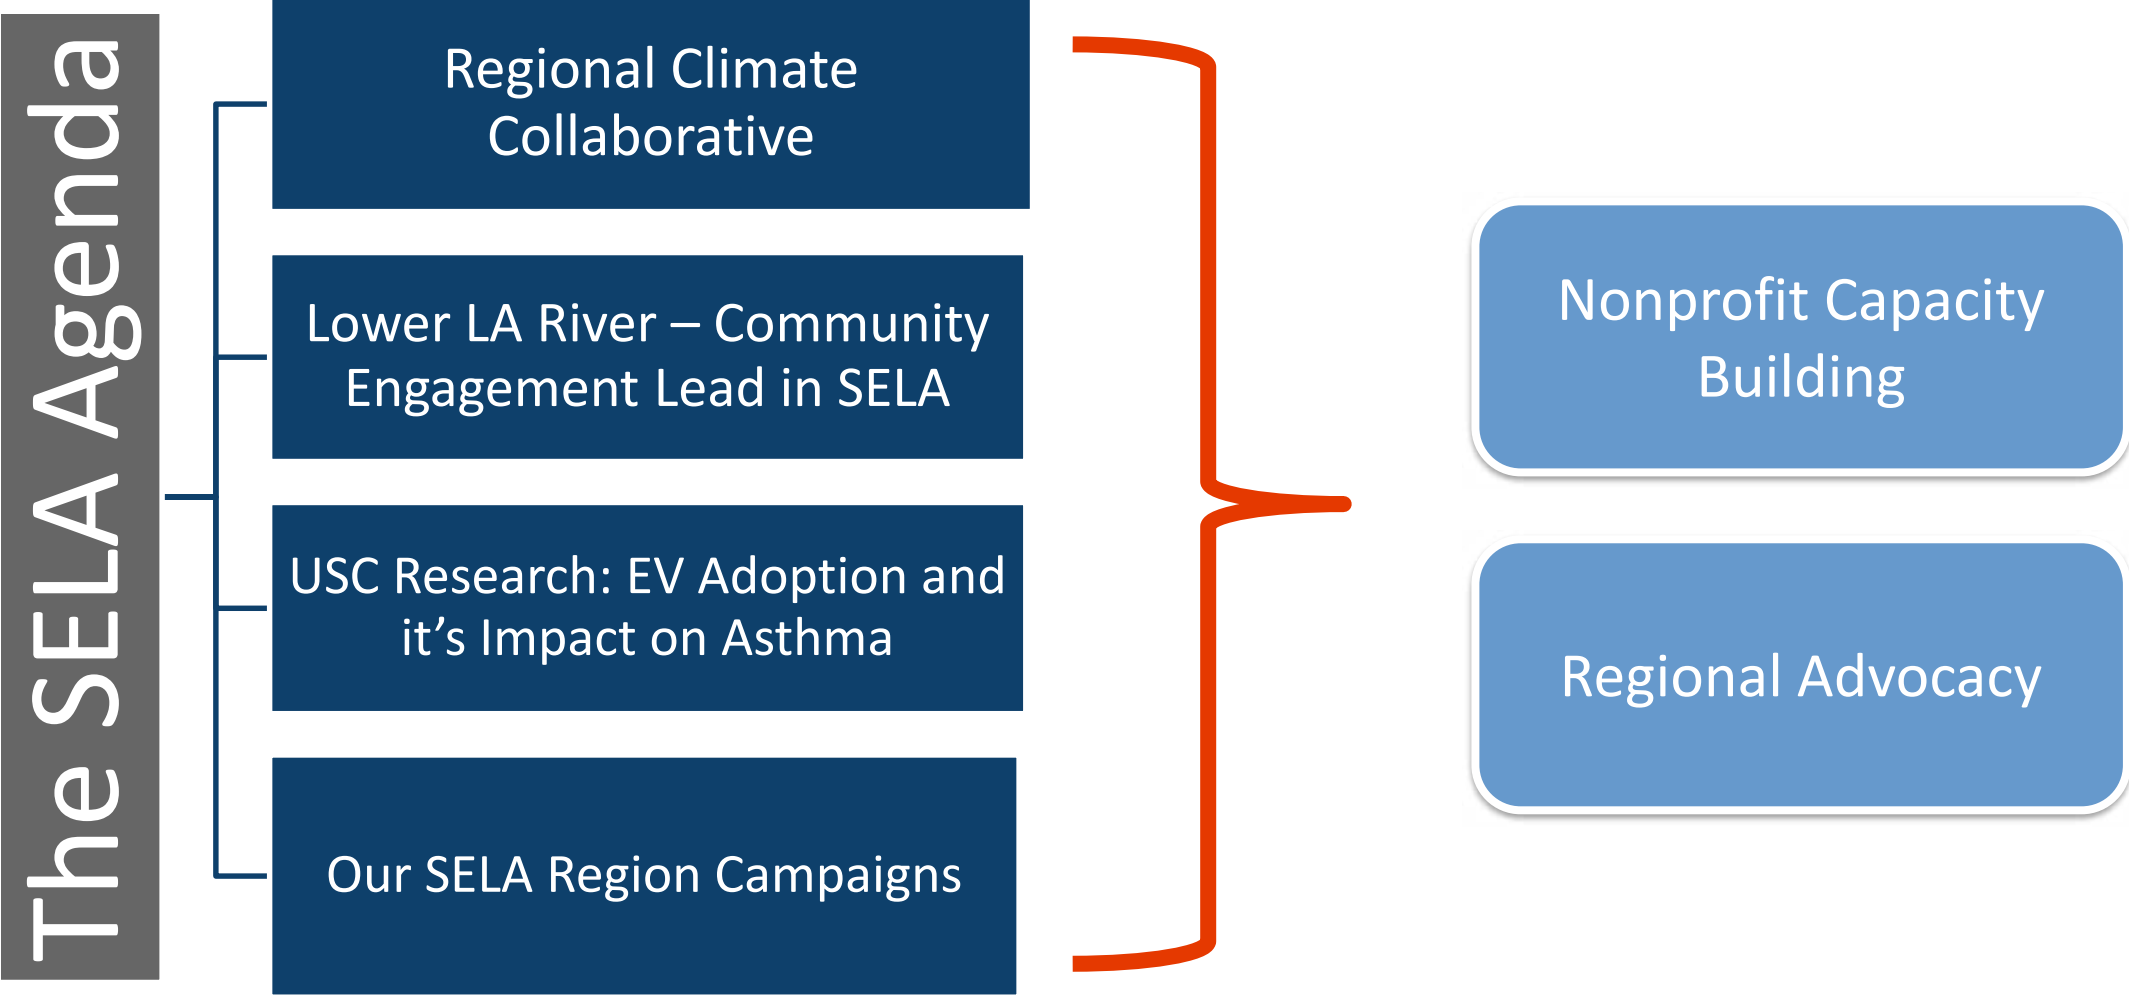 The SELA Agenda
Regional Climate
Collaborative
Lower LA River – Community
Engagement Lead in SELA
USC Research: EV Adoption and
it’s Impact on Asthma
Our SELA Region Campaigns
Nonprofit Capacity
Building
Regional Advocacy